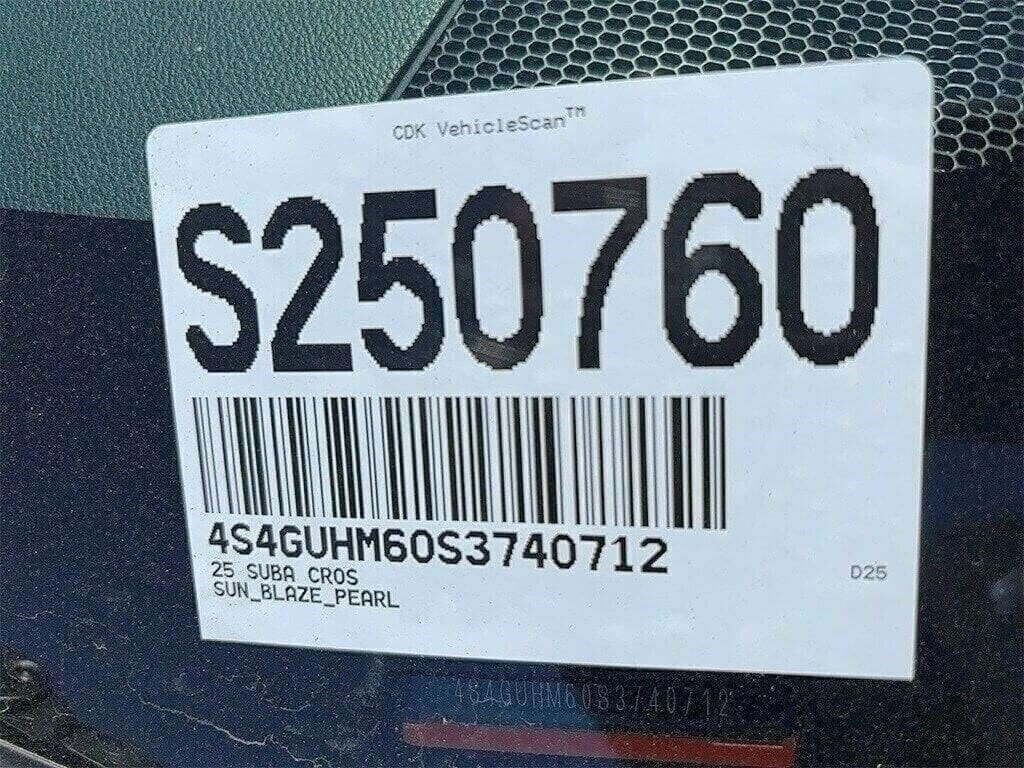 CDK VehicleScan™
S250760
4S4GUHM60S3740712
25 SUBA CROS
SUN_BLAZE_PEARL
D25
4S4GUHM60S3740712